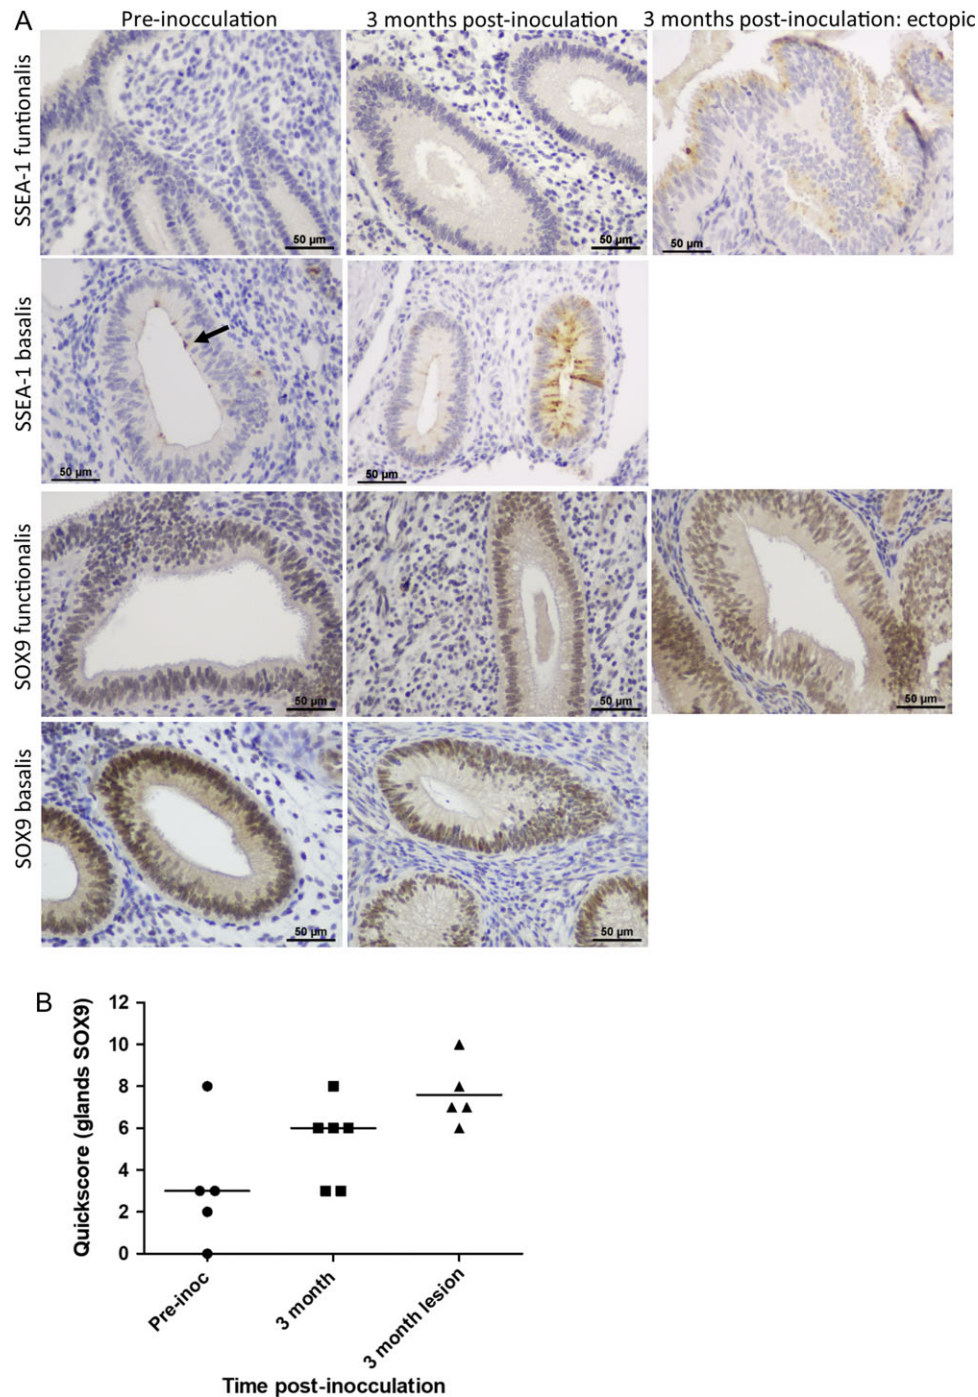 A
Pre-inocculation
3 months post-inoculation
3 months post-inoculation: ectopic
SSEA-1 funtionalis
50 µm
50 µm
50 µm
SSEA-1 basalis
50 µm
50 µm
SOX9 functionalis
50 µm
50 µm
50 µm
SOX9 basalis
50 µm
50 µm
B
Quickscore (glands SOX9)
12
10
8
6
4
2
0
Pre-inoc
3 month
3 month lesion
Time post-inocculation